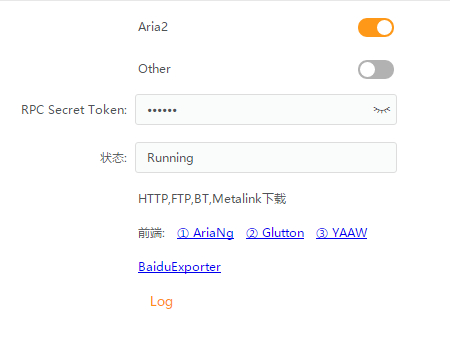 Aria2
Other
RPC Secret Token: ••••••
状态: Running
HTTP,FTP,BT,Metalink下载
前端: ① AriaNg ② Glutton ③ YAAW
BaiduExporter
Log